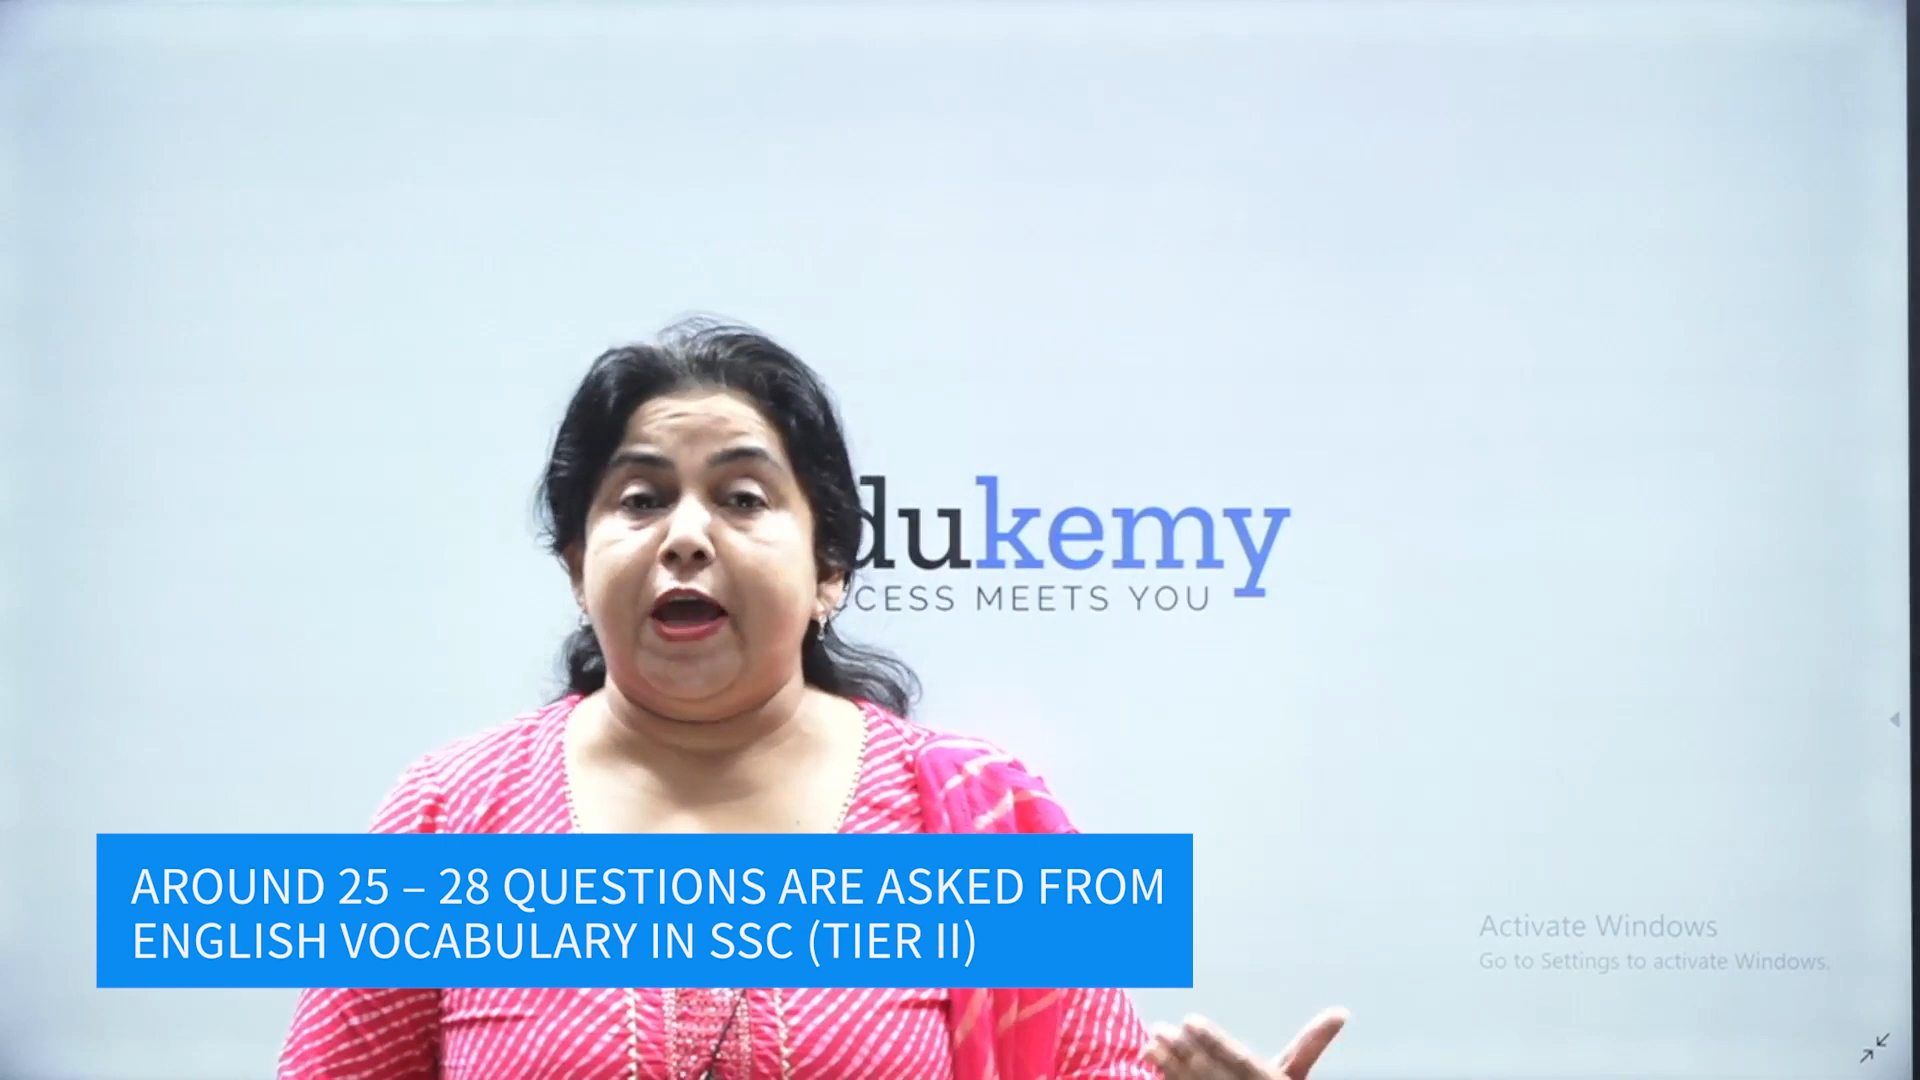 dukemy
CCESS MEETS YOU
AROUND 25 – 28 QUESTIONS ARE ASKED FROM
ENGLISH VOCABULARY IN SSC (TIER II)
Activate Windows
Go to Settings to activate Windows.